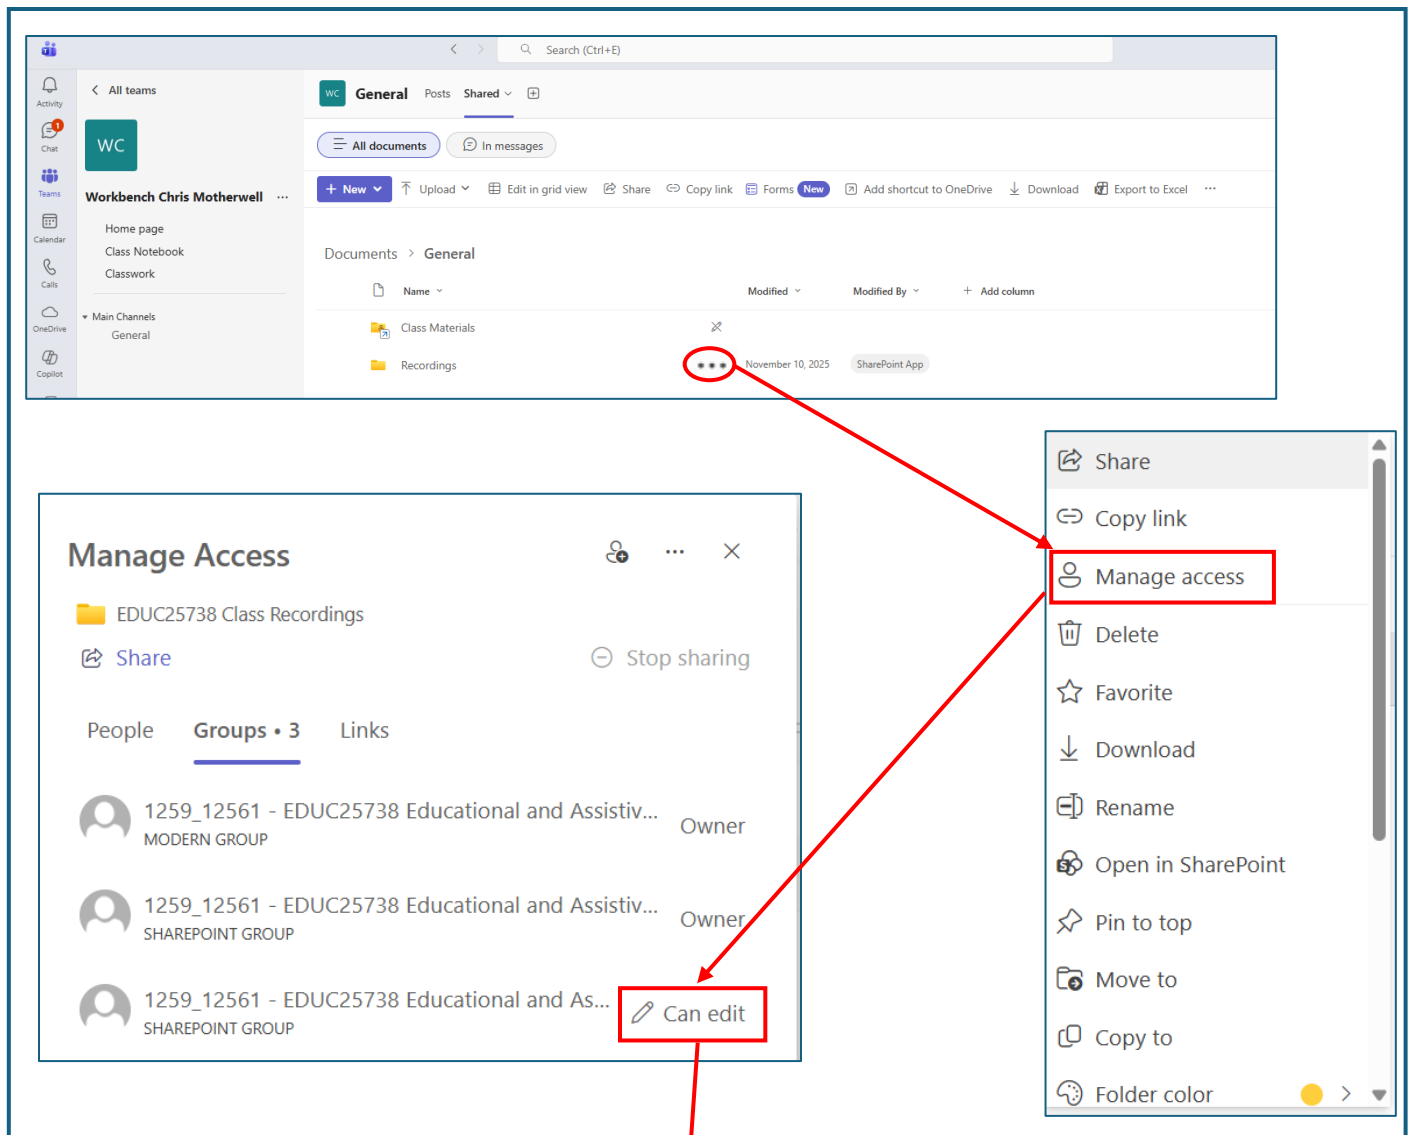 Search (Ctrl+E)
Activity
Chat
1
Teams
Calendar
Calls
OneDrive
Copilot
All teams
WC
Workbench Chris Motherwell ...
Home page
Class Notebook
Classwork
Main Channels
General
WC General Posts Shared
All documents In messages
+ New Upload Edit in grid view Share Copy link Forms New Add shortcut to OneDrive Download Export to Excel ...
Documents > General
Name Modified Modified By + Add column
Class Materials
Recordings ... November 10, 2025 SharePoint App
Manage Access ...
EDUC25738 Class Recordings
Share Stop sharing
People Groups • 3 Links
1259_12561 - EDUC25738 Educational and Assistiv... Owner
MODERN GROUP
1259_12561 - EDUC25738 Educational and Assistiv... Owner
SHAREPOINT GROUP
1259_12561 - EDUC25738 Educational and As... Can edit
SHAREPOINT GROUP
Share
Copy link
Manage access
Delete
Favorite
Download
Rename
Open in SharePoint
Pin to top
Move to
Copy to
Folder color